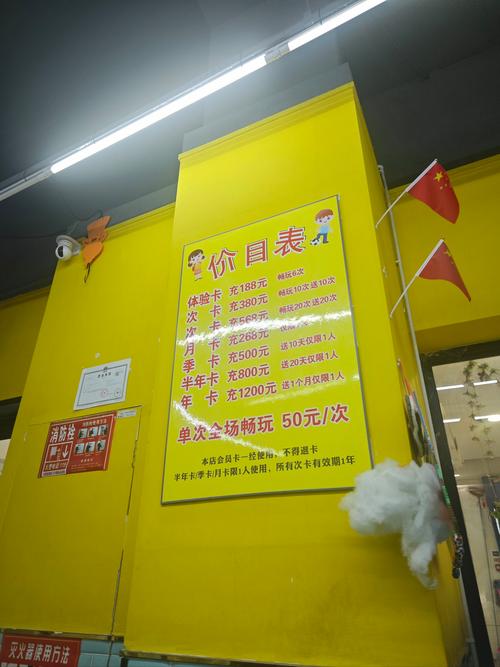 价目表
体验卡 充188元 畅玩6次
次 卡 充380元 畅玩10次送10次
次 卡 充568元 畅玩20次送20次
月 卡 充268元
季 卡 充500元 送10天仅限1人
半年卡 充800元 送20天仅限1人
年 卡 充1200元 送1个月仅限1人
单次全场畅玩 50元/次
本店会员卡一经使用，不得退卡
半年卡/季卡/月卡限1人使用，所有次卡有效期1年
消防栓
灭火器使用方法